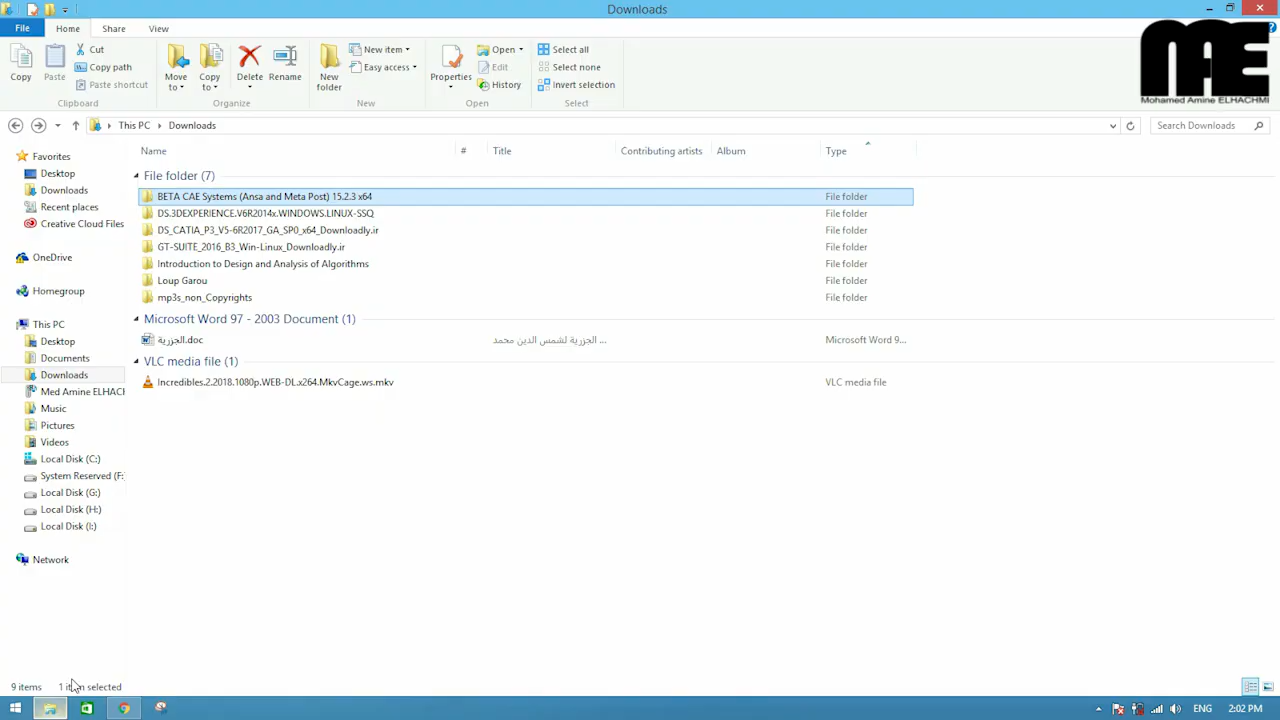 Downloads
File Home Share View
Copy
Paste
Cut
Copy path
Paste shortcut
Clipboard
Move to
Copy to
Delete
Rename
Organize
New folder
New item
Easy access
New
Properties
Open
Edit
History
Open
Select all
Select none
Invert selection
Select
MAE
Mohamed Amine ELHACHMI
This PC Downloads
Search Downloads
Favorites
Desktop
Downloads
Recent places
Creative Cloud Files
OneDrive
Homegroup
This PC
Desktop
Documents
Downloads
Med Amine ELHACH
Music
Pictures
Videos
Local Disk (C:)
System Reserved (F:
Local Disk (G:)
Local Disk (H:)
Local Disk (I:)
Network
Name # Title Contributing artists Album Type
File folder (7)
BETA CAE Systems (Ansa and Meta Post) 15.2.3 x64 File folder
DS.3DEXPERIENCE.V6R2014x.WINDOWS.LINUX-SSQ File folder
DS_CATIA_P3_V5-6R2017_GA_SP0_x64_Downloadly.ir File folder
GT-SUITE_2016_B3_Win-Linux_Downloadly.ir File folder
Introduction to Design and Analysis of Algorithms File folder
Loup Garou File folder
mp3s_non_Copyrights File folder
Microsoft Word 97 - 2003 Document (1)
الجزرية.doc الجزرية لشمس الدين محمد ... Microsoft Word 9...
VLC media file (1)
Incredibles.2.2018.1080p.WEB-DL.x264.MkvCage.ws.mkv VLC media file
9 items 1 item selected
ENG 2:02 PM